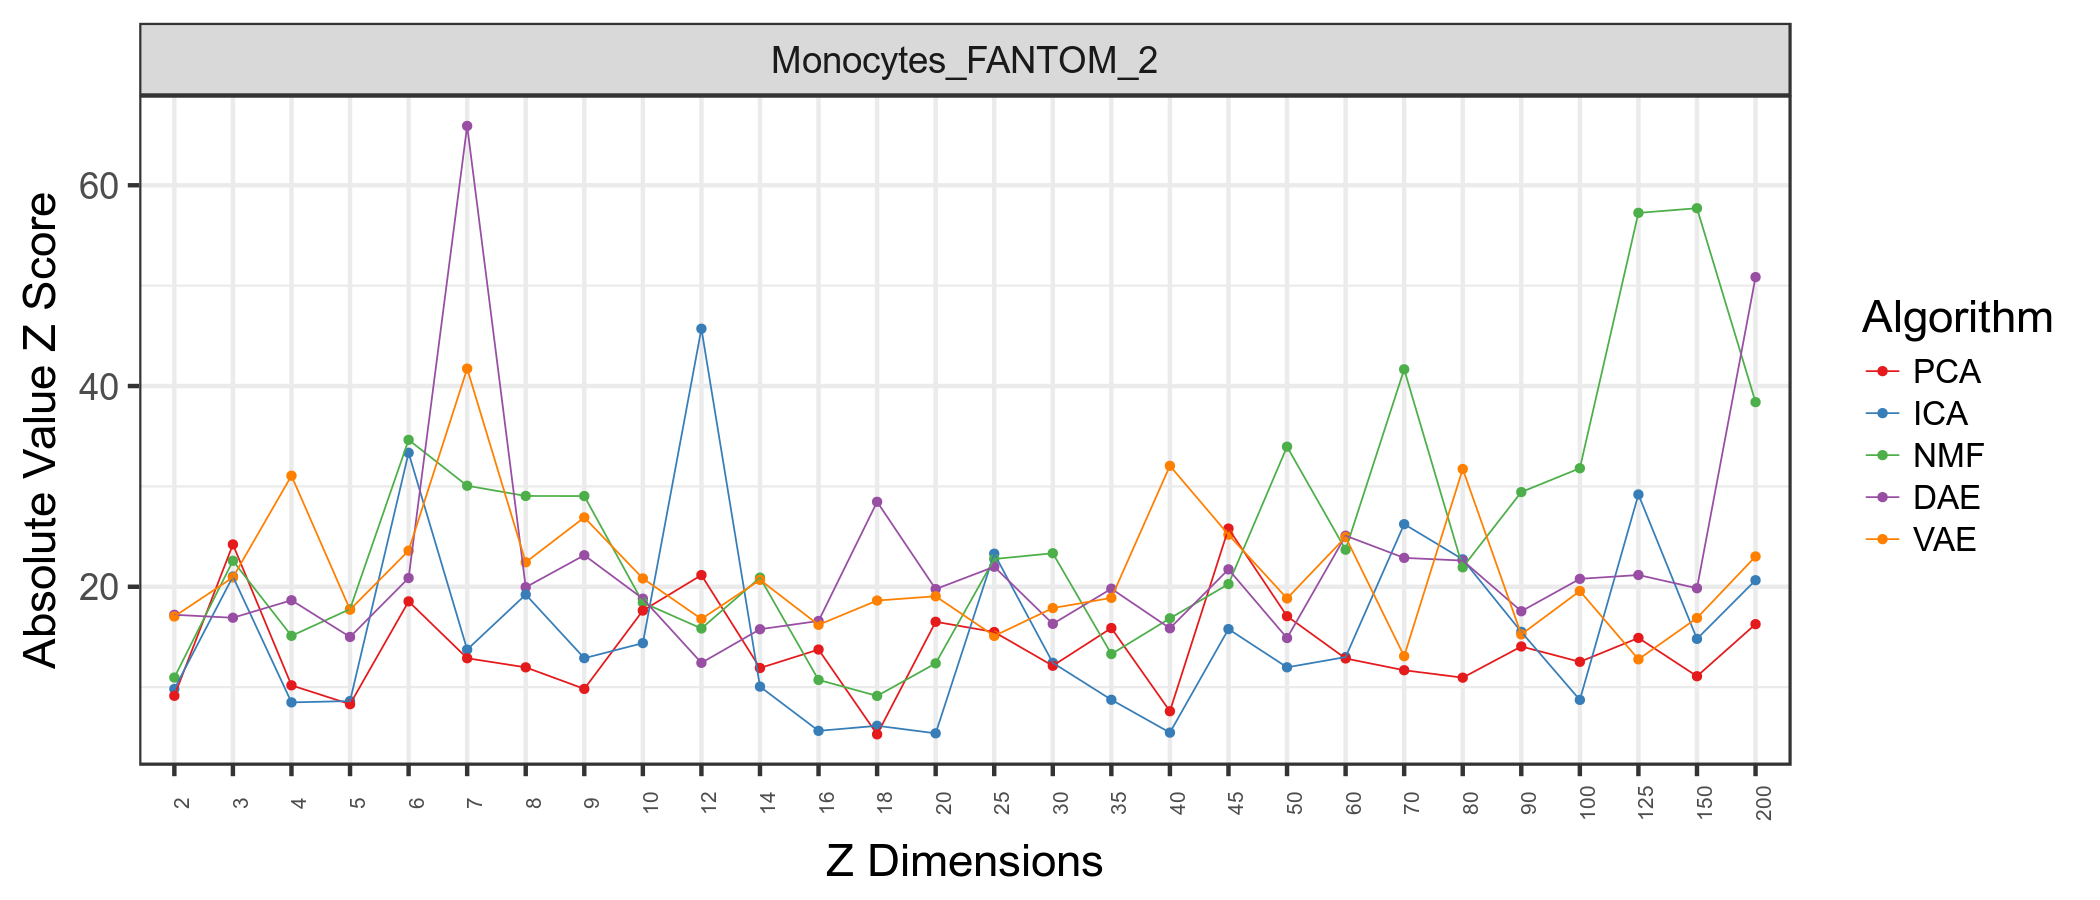 Monocytes_FANTOM_2
Absolute Value Z Score
60
40
20
2 3 4 5 6 7 8 9 10 12 14 16 18 20 25 30 35 40 45 50 60 70 80 90 100 125 150 200
Z Dimensions
Algorithm
PCA
ICA
NMF
DAE
VAE